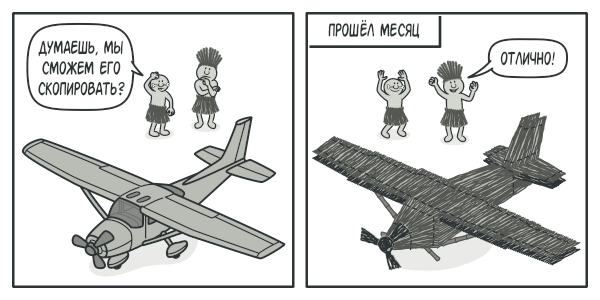 ДУМАЕШЬ, МЫ
СМОЖЕМ ЕГО
СКОПИРОВАТЬ?
ПРОШЁЛ МЕСЯЦ
ОТЛИЧНО!